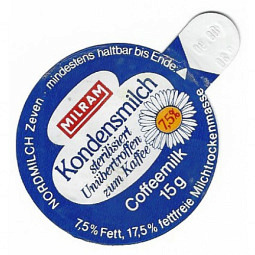 NORDMILCH Zeven - mindestens haltbar bis Ende:
MILRAM
Kondensmilch
sterilisiert
Unübertroffen
zum Kaffee
7,5%
Coffeemilk
15g
7,5% Fett, 17,5% fettfreie Milchtrockenmasse